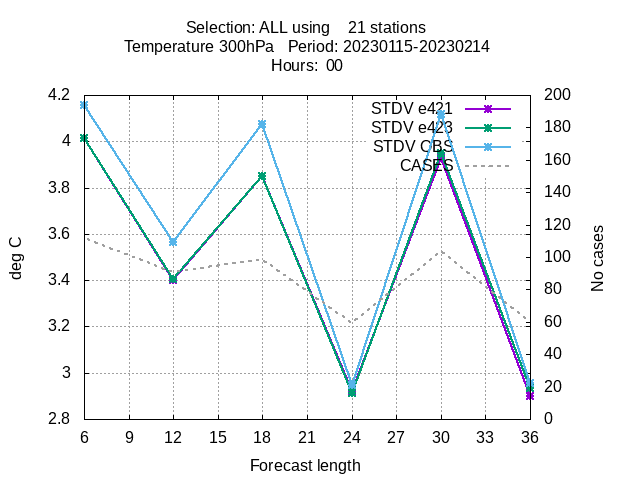 Selection: ALL using 21 stations
Temperature 300hPa Period: 20230115-20230214
Hours: 00
STDV e421
STDV e423
STDV OBS
CASES
4.2
4
3.8
3.6
3.4
3.2
3
2.8
200
180
160
140
120
100
80
60
40
20
0
deg C
No cases
6 9 12 15 18 21 24 27 30 33 36
Forecast length